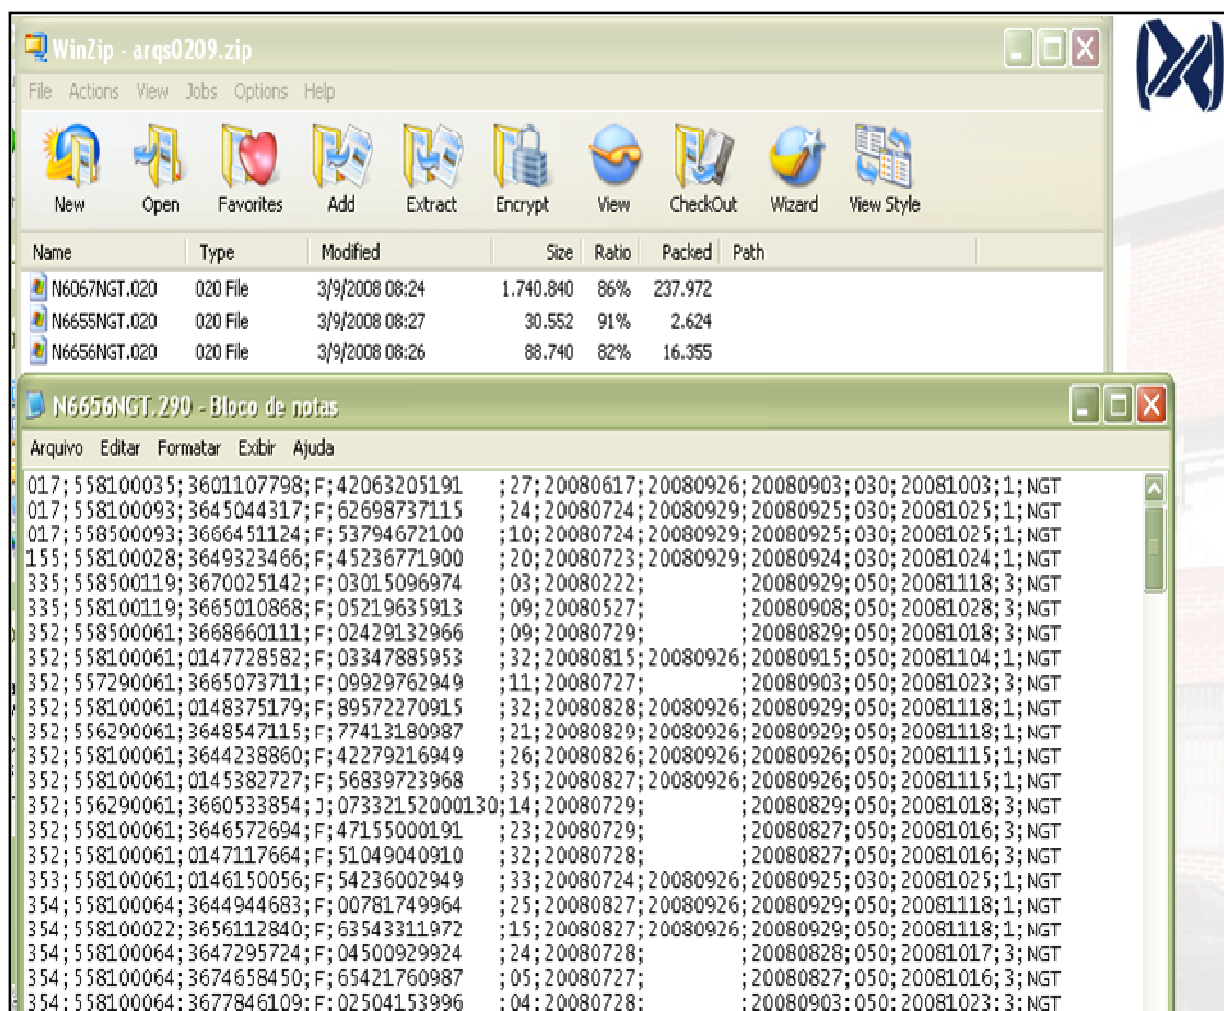 WinZip - arqs0209.zip
File Actions View Jobs Options Help
New Open Favorites Add Extract Encrypt View CheckOut Wizard View Style
Name Type Modified Size Ratio Packed Path
N6067NGT.020 020 File 3/9/2008 08:24 1.740.840 86% 237.972
N6655NGT.020 020 File 3/9/2008 08:27 30.552 91% 2.624
N6656NGT.020 020 File 3/9/2008 08:26 88.740 82% 16.355
N6656NGT.290 - Bloco de notas
Arquivo Editar Formatar Exibir Ajuda
017;558100035;3601107798;F;42063205191 ;27;20080617;20080926;20080903;030;20081003;1;NGT
017;558100093;3645044317;F;62698737115 ;24;20080724;20080929;20080925;030;20081025;1;NGT
017;558500093;3666451124;F;53794672100 ;10;20080724;20080929;20080925;030;20081025;1;NGT
155;558100028;3649323466;F;45236771900 ;20;20080723;20080929;20080924;030;20081024;1;NGT
335;558500119;3670025142;F;03015096974 ;03;20080222; ;20080929;050;20081118;3;NGT
335;558100119;3665010868;F;05219635913 ;09;20080527; ;20080908;050;20081028;3;NGT
352;558500061;3668660111;F;02429132966 ;09;20080729; ;20080829;050;20081018;3;NGT
352;558100061;0147728582;F;03347885953 ;32;20080815;20080926;20080915;050;20081104;1;NGT
352;557290061;3665073711;F;09929762949 ;11;20080727; ;20080903;050;20081023;3;NGT
352;558100061;0148375179;F;89572270915 ;32;20080828;20080926;20080929;050;20081118;1;NGT
352;556290061;3648547115;F;77413180987 ;21;20080829;20080926;20080929;050;20081118;1;NGT
352;558100061;3644238860;F;42279216949 ;26;20080826;20080926;20080926;050;20081115;1;NGT
352;558100061;0145382727;F;56839723968 ;35;20080827;20080926;20080926;050;20081115;1;NGT
352;556290061;3660533854;J;07332152000130;14;20080729; ;20080829;050;20081018;3;NGT
352;558100061;3646572694;F;47155000191 ;23;20080729; ;20080827;050;20081016;3;NGT
352;558100061;0147117664;F;51049040910 ;32;20080728; ;20080827;050;20081016;3;NGT
353;558100061;0146150056;F;54236002949 ;33;20080724;20080926;20080925;030;20081025;1;NGT
354;558100064;3644944683;F;00781749964 ;25;20080827;20080926;20080929;050;20081118;1;NGT
354;558100022;3656112840;F;63543311972 ;15;20080827;20080926;20080929;050;20081118;1;NGT
354;558100064;3647295724;F;04500929924 ;24;20080728; ;20080828;050;20081017;3;NGT
354;558100064;3674658450;F;65421760987 ;05;20080727; ;20080827;050;20081016;3;NGT
354;558100064;3677846109;F;02504153996 ;04;20080728; ;20080903;050;20081023;3;NGT